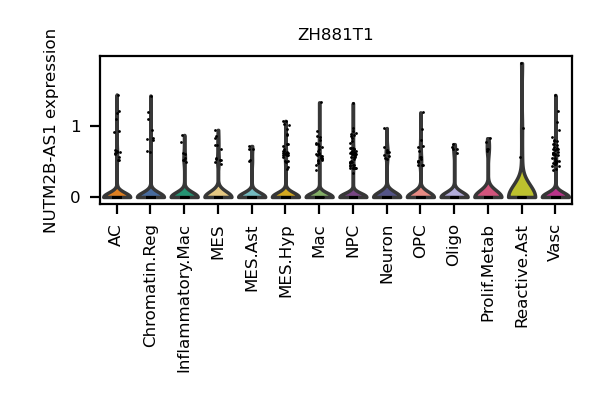 ZH881T1
NUTM2B-AS1 expression
1
0
AC
Chromatin.Reg
Inflammatory.Mac
MES
MES.Ast
MES.Hyp
Mac
NPC
Neuron
OPC
Oligo
Prolif.Metab
Reactive.Ast
Vasc